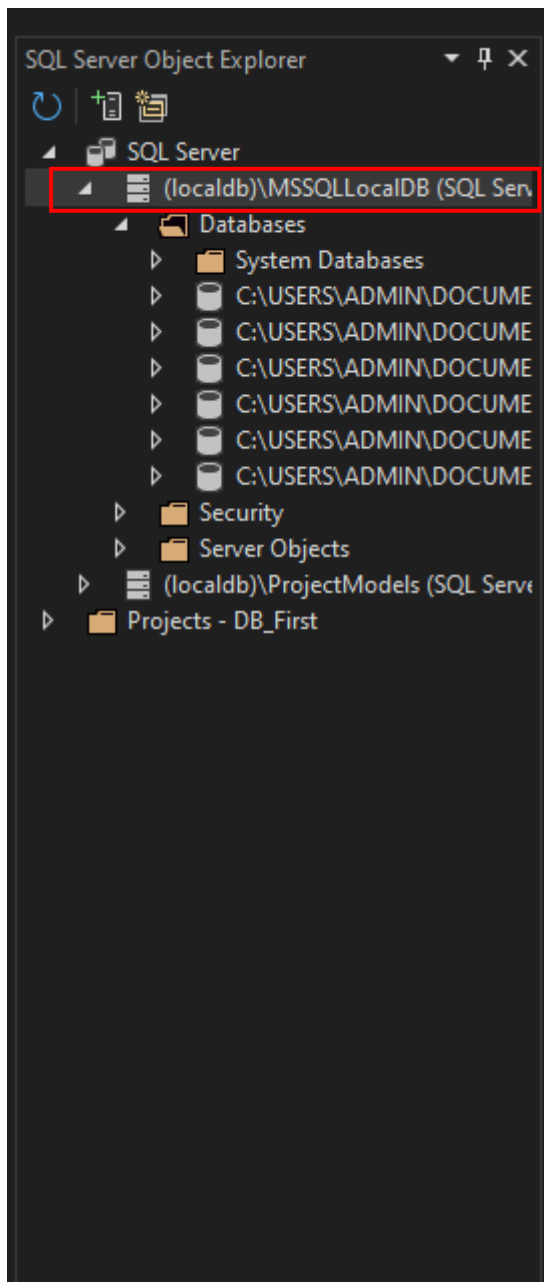 SQL Server Object Explorer
SQL Server
(localdb)\MSSQLLocalDB (SQL Serv
Databases
System Databases
C:\USERS\ADMIN\DOCUME
C:\USERS\ADMIN\DOCUME
C:\USERS\ADMIN\DOCUME
C:\USERS\ADMIN\DOCUME
C:\USERS\ADMIN\DOCUME
C:\USERS\ADMIN\DOCUME
Security
Server Objects
(localdb)\ProjectModels (SQL Serve
Projects - DB_First